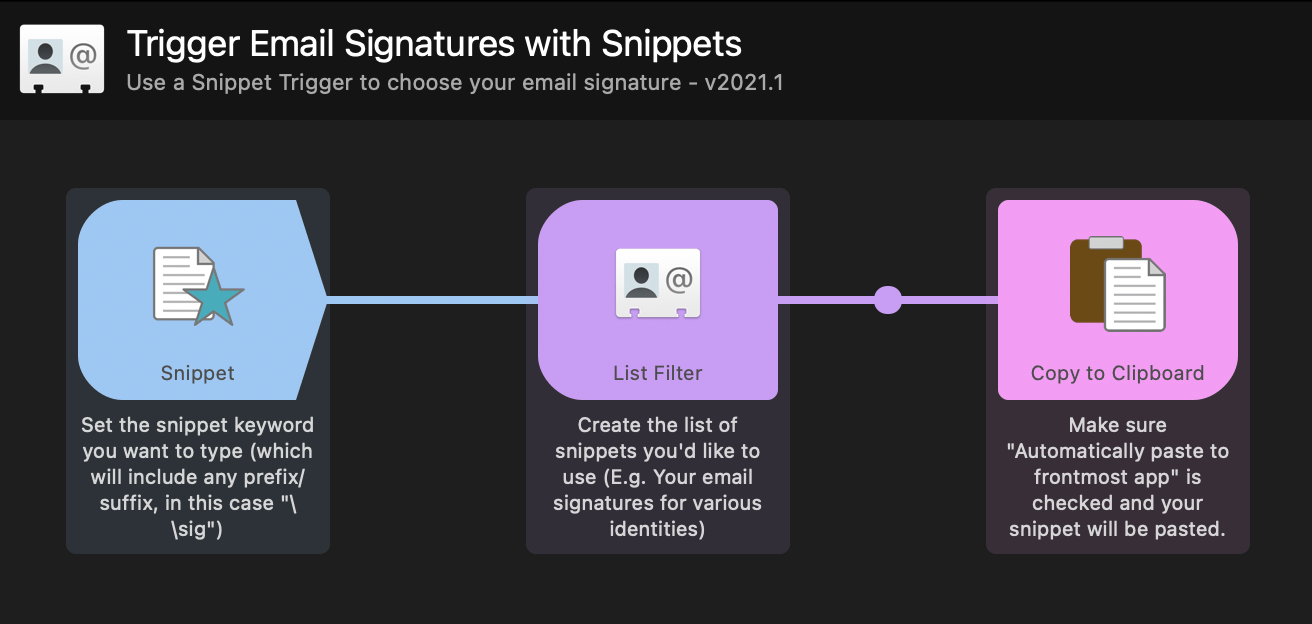 @
Trigger Email Signatures with Snippets
Use a Snippet Trigger to choose your email signature - v2021.1
Snippet
Set the snippet keyword
you want to type (which
will include any prefix/
suffix, in this case "\
\sig")
@
List Filter
Create the list of
snippets you'd like to
use (E.g. Your email
signatures for various
identities)
Copy to Clipboard
Make sure
"Automatically paste to
frontmost app" is
checked and your
snippet will be pasted.